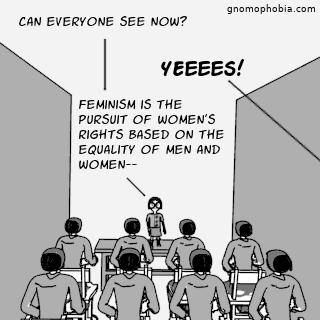 gnomophobia.com
CAN EVERYONE SEE NOW?
YEEEES!
FEMINISM IS THE
PURSUIT OF WOMEN'S
RIGHTS BASED ON THE
EQUALITY OF MEN AND
WOMEN--